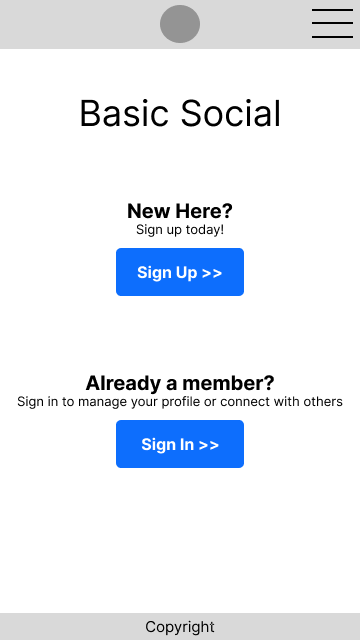 Basic Social
New Here?
Sign up today!
Sign Up >>
Already a member?
Sign in to manage your profile or connect with others
Sign In >>
Copyright